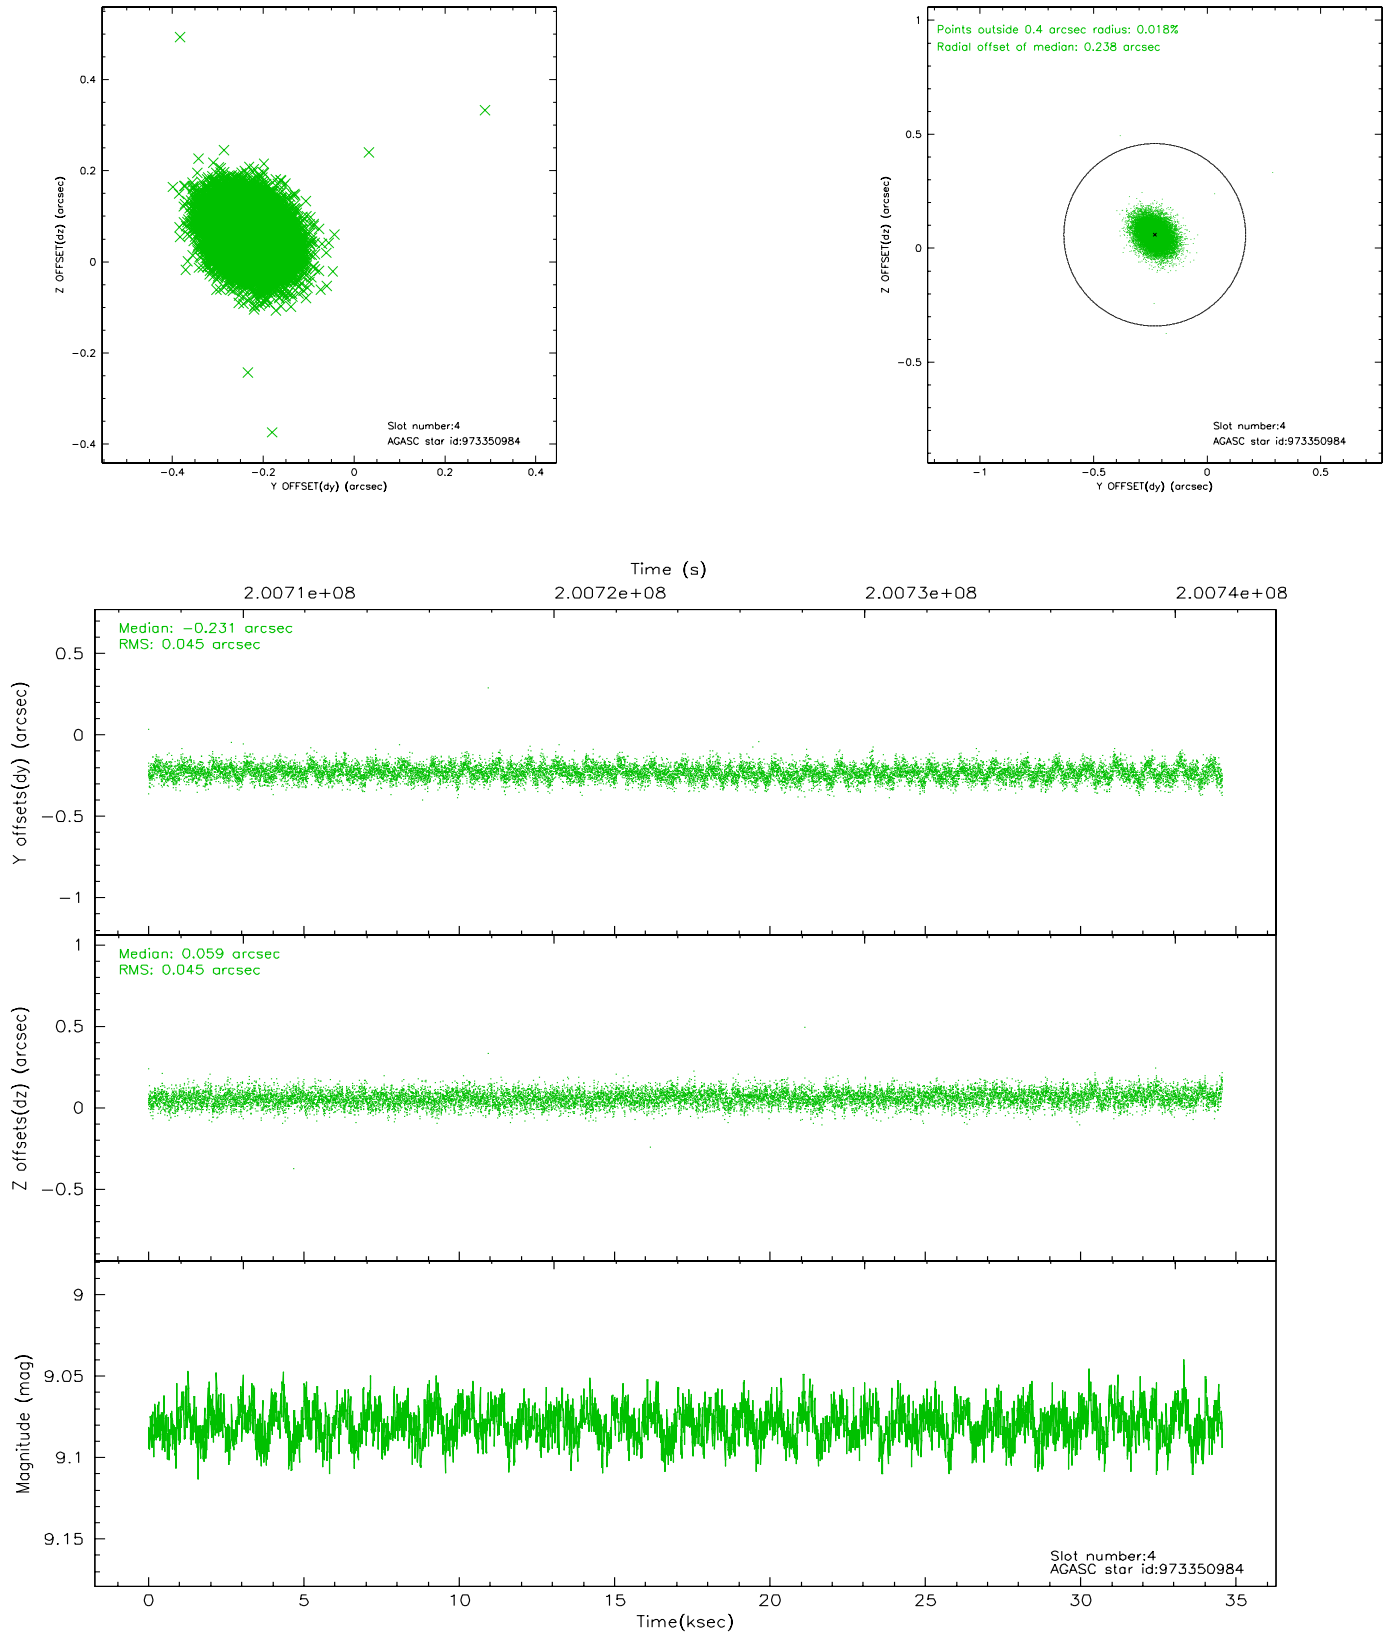 0.4
0.2
0
−0.2
−0.4
Z OFFSET(dz) (arcsec)
−0.4 −0.2 0 0.2 0.4
Y OFFSET(dy) (arcsec)
Slot number:4
AGASC star id:973350984
Points outside 0.4 arcsec radius: 0.018%
Radial offset of median: 0.238 arcsec
1
0.5
0
−0.5
Z OFFSET(dz) (arcsec)
−1 −0.5 0 0.5
Y OFFSET(dy) (arcsec)
Slot number:4
AGASC star id:973350984
Time (s)
2.0071e+08 2.0072e+08 2.0073e+08 2.0074e+08
Median: −0.231 arcsec
RMS: 0.045 arcsec
0.5
0
−0.5
−1
Y offsets(dy) (arcsec)
Median: 0.059 arcsec
RMS: 0.045 arcsec
1
0.5
0
−0.5
Z offsets(dz) (arcsec)
9
9.05
9.1
9.15
Magnitude (mag)
Slot number:4
AGASC star id:973350984
0 5 10 15 20 25 30 35
Time(ksec)